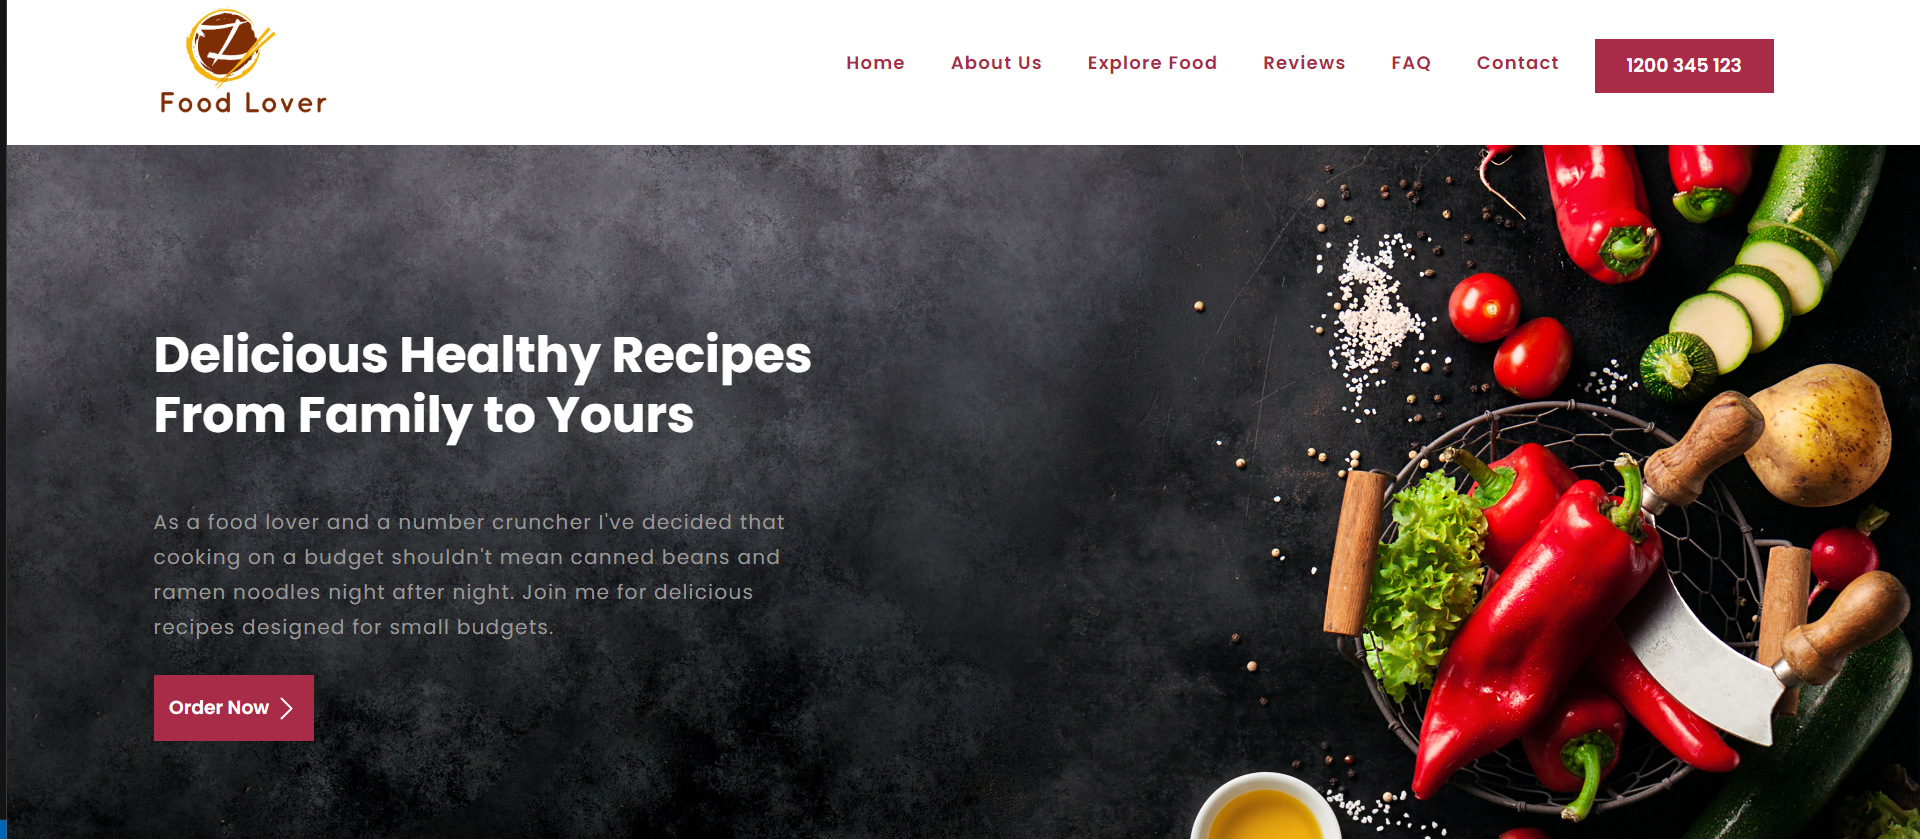 Food Lover
Home About Us Explore Food Reviews FAQ Contact 1200 345 123
Delicious Healthy Recipes
From Family to Yours
As a food lover and a number cruncher I've decided that
cooking on a budget shouldn't mean canned beans and
ramen noodles night after night. Join me for delicious
recipes designed for small budgets.
Order Now